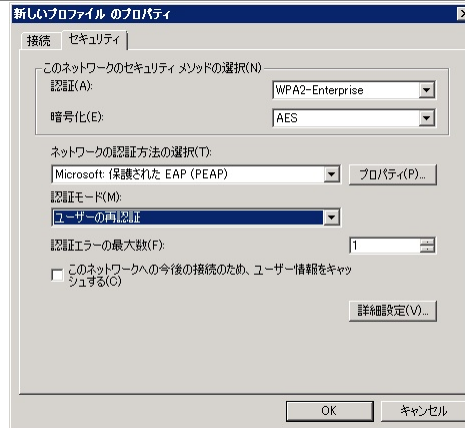 新しいプロファイル のプロパティ
接続
セキュリティ
このネットワークのセキュリティ メソッドの選択(N)
認証(A):
WPA2-Enterprise
暗号化(E):
AES
ネットワークの認証方法の選択(T):
Microsoft: 保護された EAP (PEAP)
プロパティ(P)...
認証モード(M):
ユーザーの再認証
認証エラーの最大数(F):
1
このネットワークへの今後の接続のため、ユーザー情報をキャッ
シュする(C)
詳細設定(V)...
OK
キャンセル